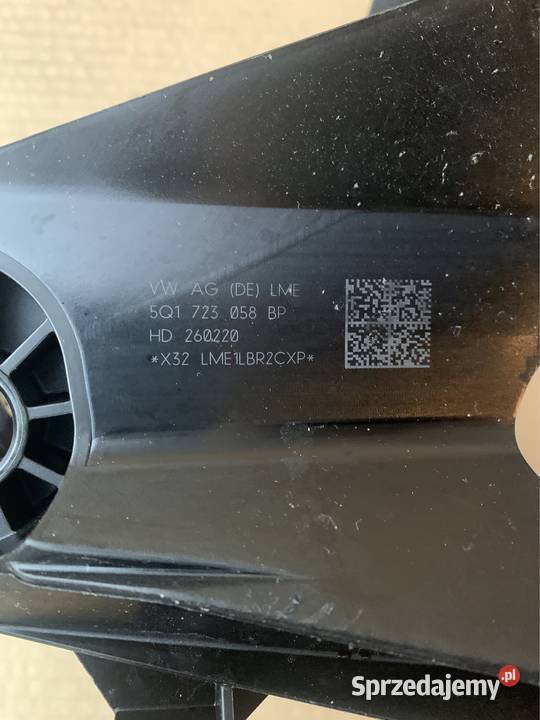 VW AG (DE) LME
5Q1 723 058 BP
HD 260220
*X32 LME1LBR2CXP*
Sprzedajemy.pl